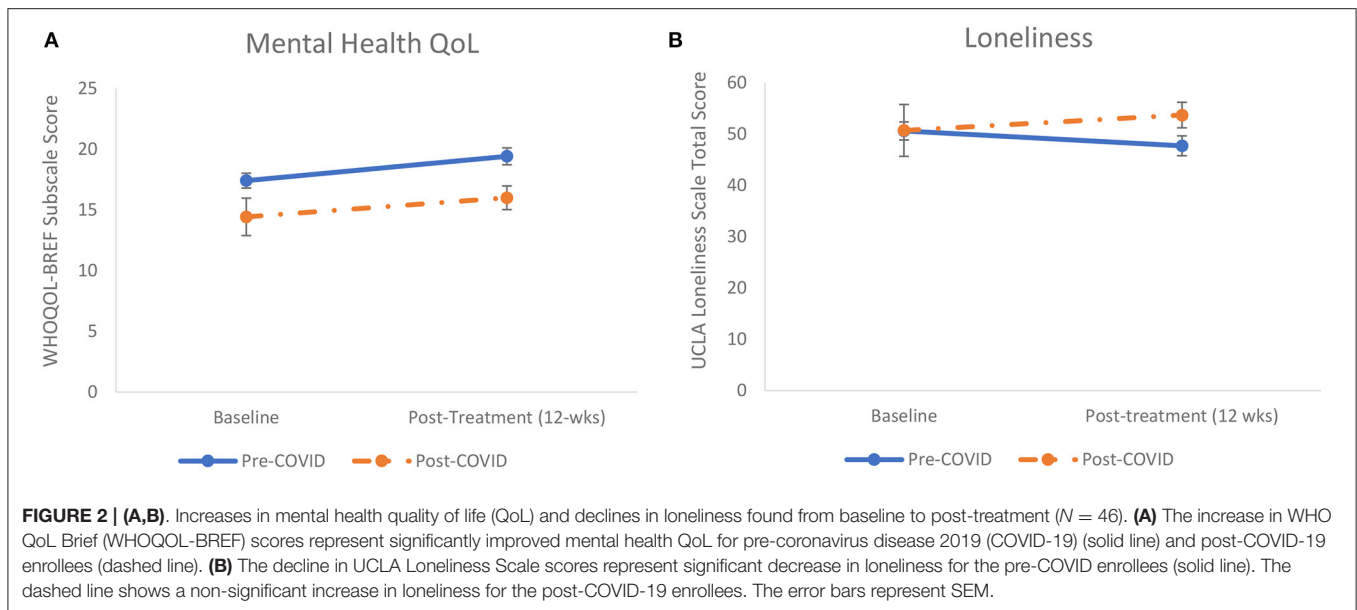 A
Mental Health QoL
WHOQOL-BREF Subscale Score
25
20
15
10
5
0
Baseline
Post-Treatment (12-wks)
Pre-COVID
Post-COVID
B
Loneliness
UCLA Loneliness Scale Total Score
60
50
40
30
20
10
0
Baseline
Post-treatment (12 wks)
Pre-COVID
Post-COVID
FIGURE 2 | (A,B). Increases in mental health quality of life (QoL) and declines in loneliness found from baseline to post-treatment (N = 46). (A) The increase in WHO
QoL Brief (WHOQOL-BREF) scores represent significantly improved mental health QoL for pre-coronavirus disease 2019 (COVID-19) (solid line) and post-COVID-19
enrollees (dashed line). (B) The decline in UCLA Loneliness Scale scores represent significant decrease in loneliness for the pre-COVID enrollees (solid line). The
dashed line shows a non-significant increase in loneliness for the post-COVID-19 enrollees. The error bars represent SEM.